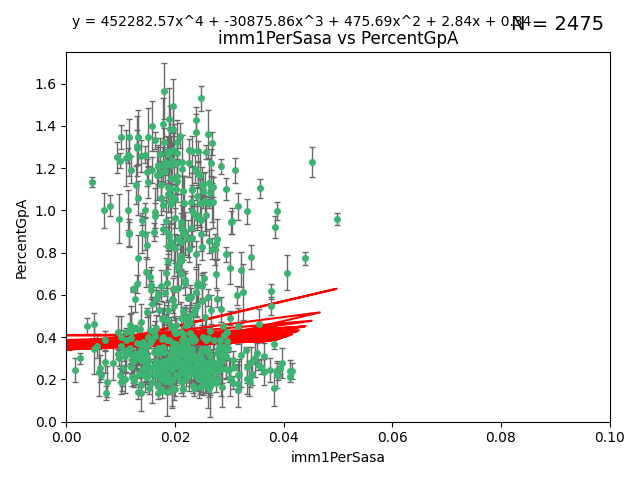 y = 452282.57x^4 + -30875.86x^3 + 475.69x^2 + 2.84x + 0.34
N = 2475
imm1PerSasa vs PercentGpA
1.6
1.4
1.2
1.0
0.8
0.6
0.4
0.2
0.0
PercentGpA
0.00 0.02 0.04 0.06 0.08 0.10
imm1PerSasa